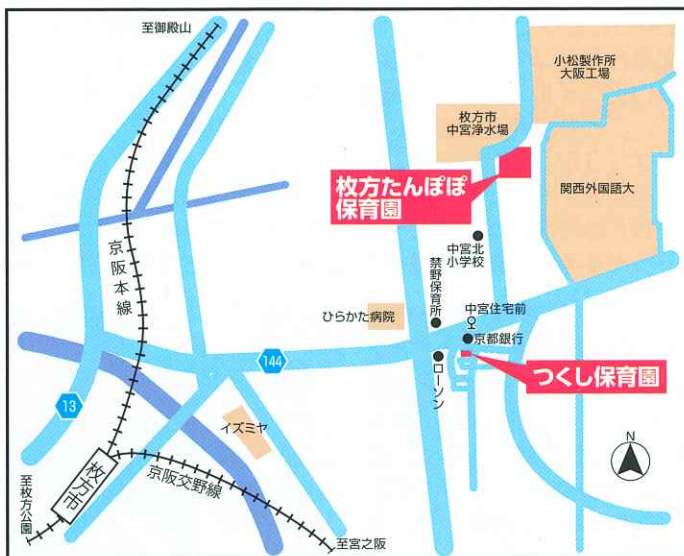 至御殿山
小松製作所
大阪工場
枚方市
中宮浄水場
関西外国語大
枚方たんぽぽ
保育園
中宮北
小学校
京阪本線
禁野保育所
ひらかた病院
中宮住宅前
京都銀行
144
ローソン
つくし保育園
13
イズミヤ
N
枚方市
京阪交野線
至枚方公園
至宮之阪